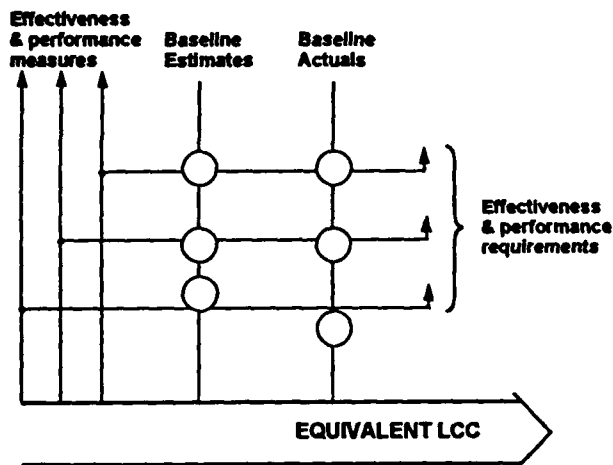 Effectiveness
& performance
measures
Baseline
Estimates
Baseline
Actuals
Effectiveness
& performance
requirements
EQUIVALENT LCC